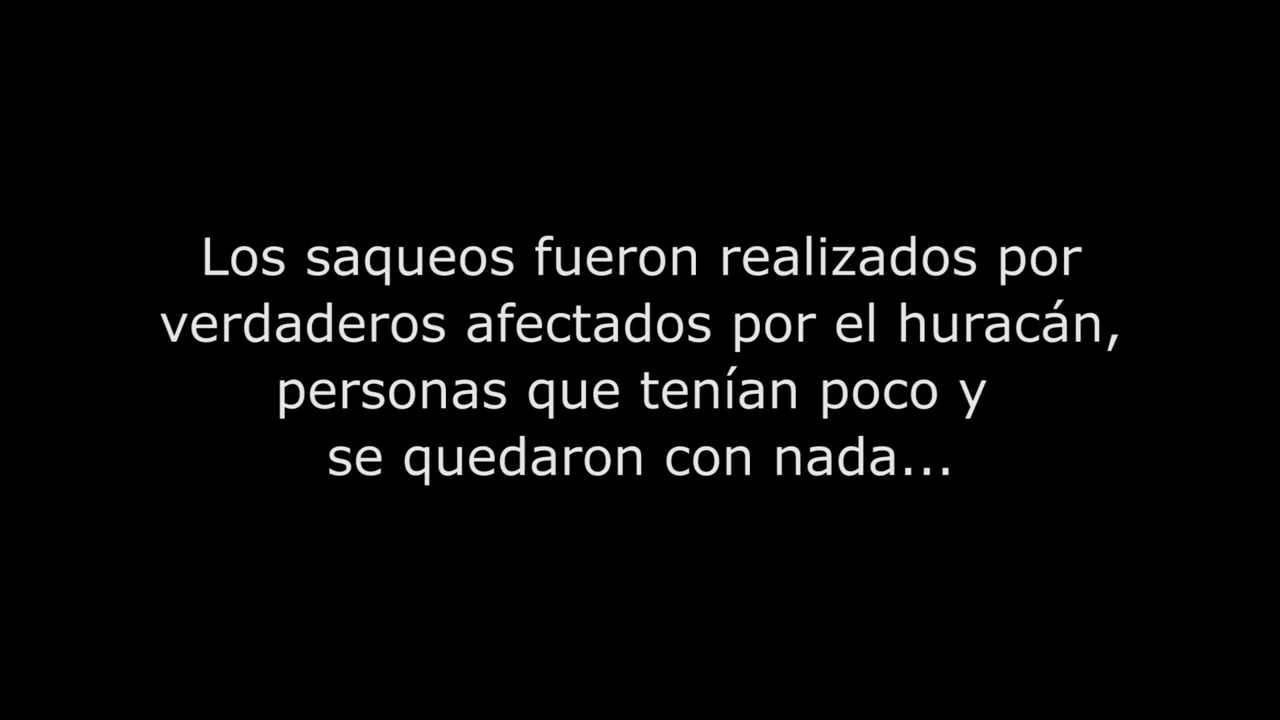 Los saqueos fueron realizados por
verdaderos afectados por el huracán,
personas que tenían poco y
se quedaron con nada...